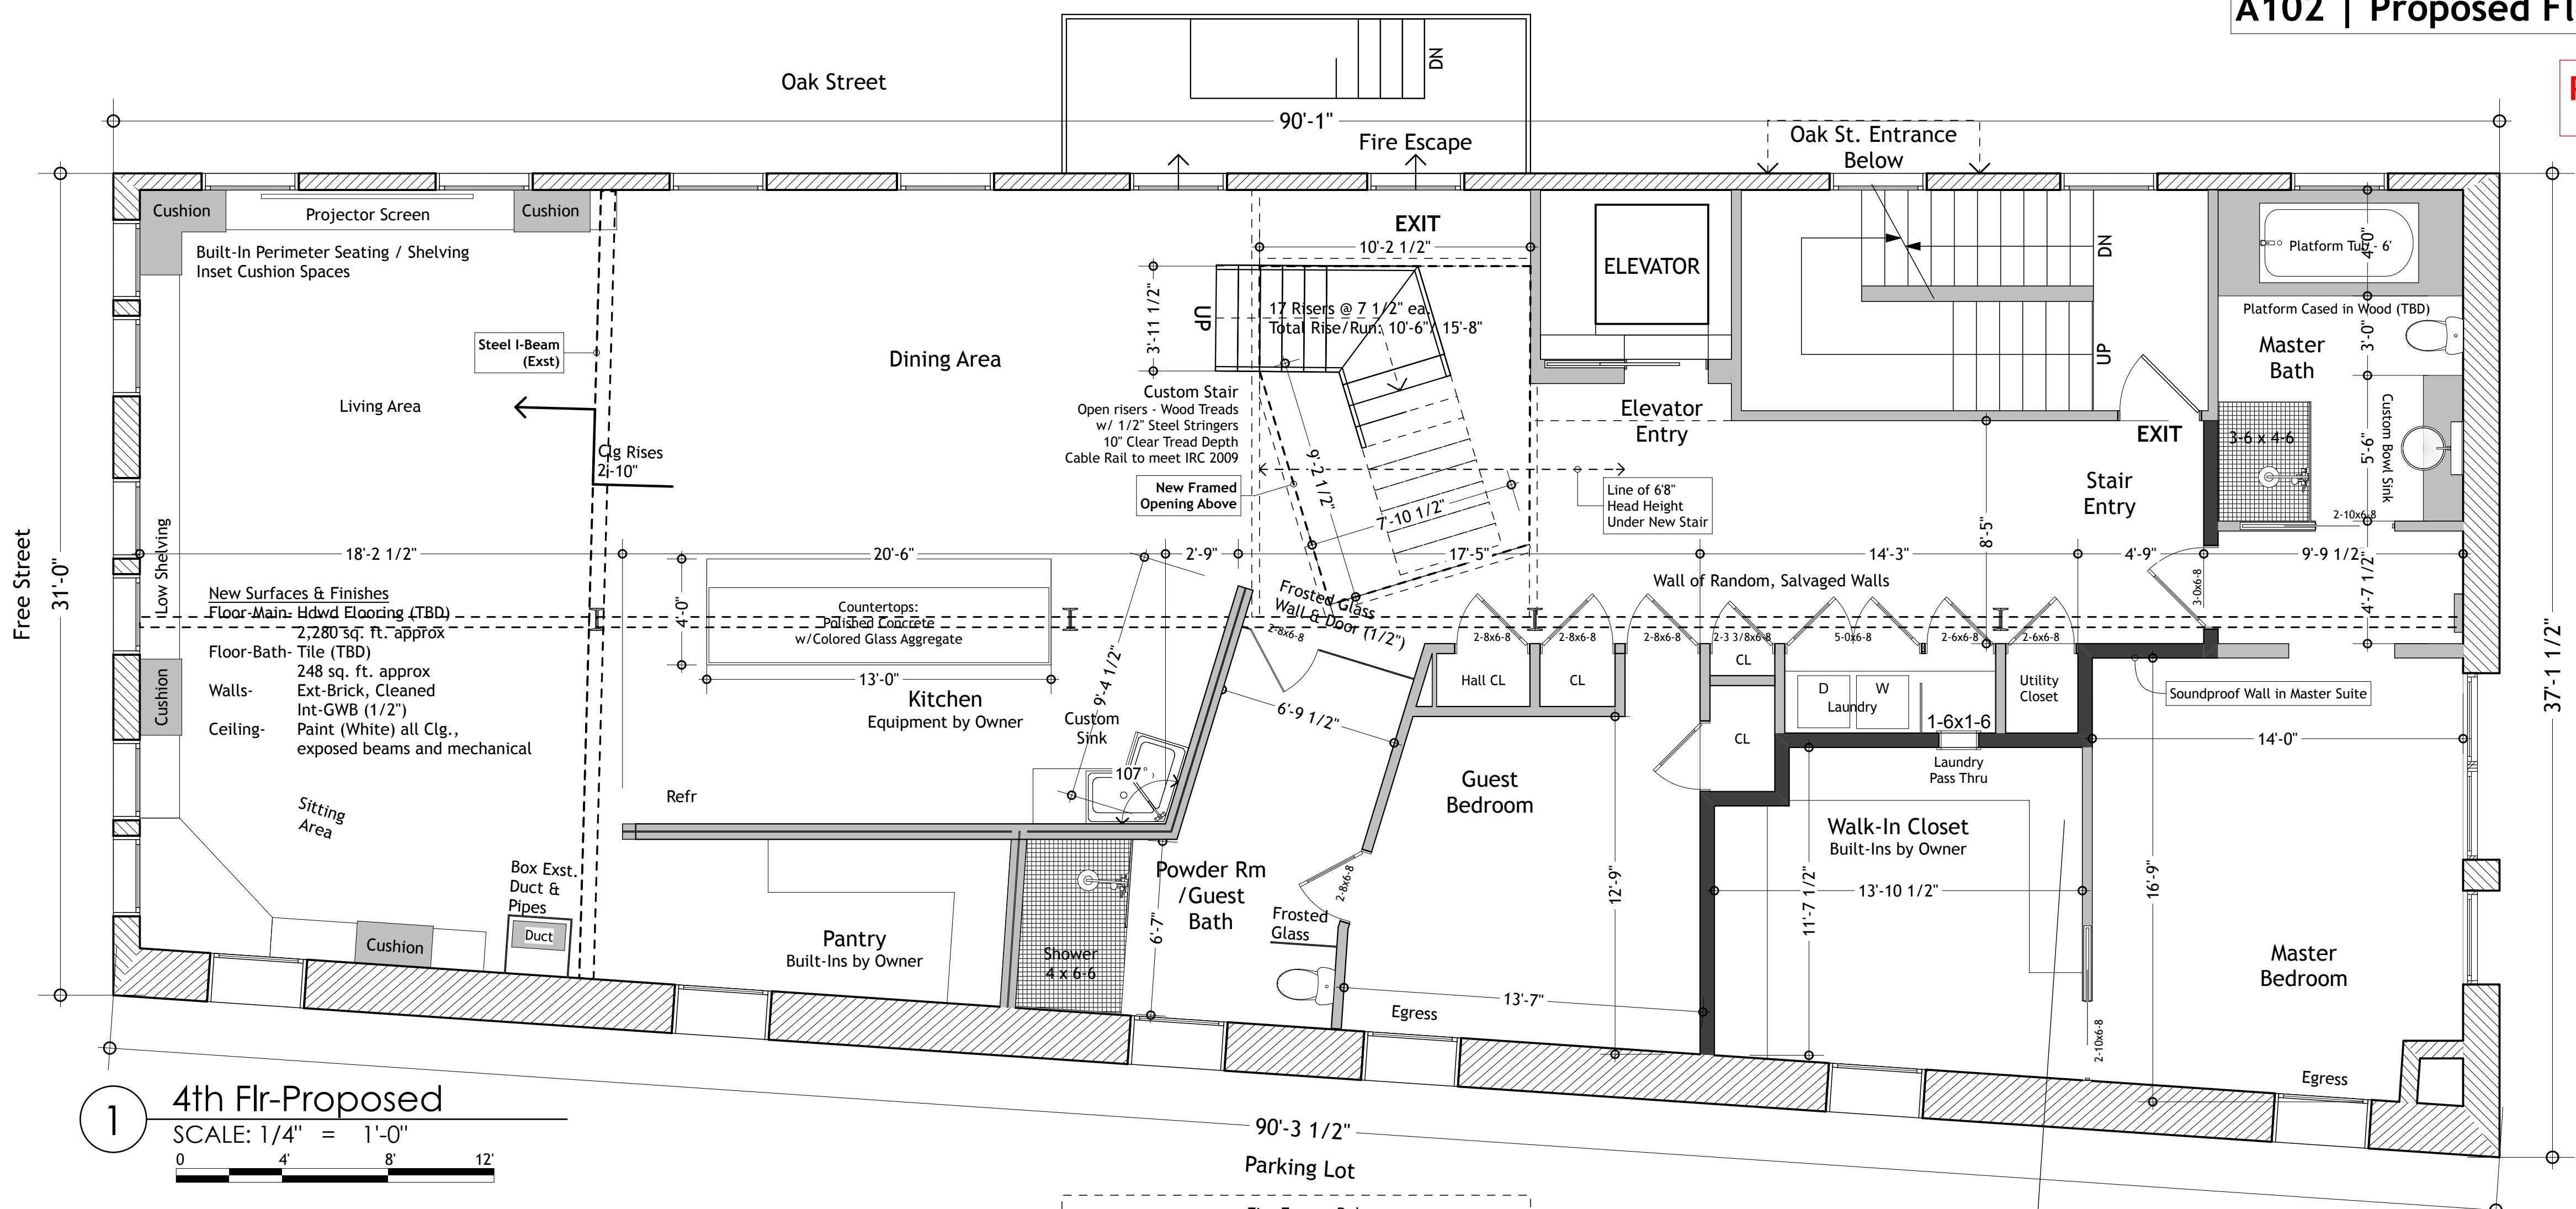 A102 | Proposed Fl
Oak Street
DN
90'-1"
Fire Escape
Oak St. Entrance
Below
Cushion
Projector Screen
Cushion
Built-In Perimeter Seating / Shelving
Inset Cushion Spaces
EXIT
10'-2 1/2"
ELEVATOR
DN
UP
4'-0"
Platform Tub - 6'
Platform Cased in Wood (TBD)
3'-0"
Master
Bath
Steel I-Beam
(Exst)
Living Area
Clg Rises
2'-10"
Dining Area
3'-11 1/2"
UP
17 Risers @ 7 1/2" ea.
Total Rise/Run: 10'-6"/ 15'-8"
Custom Stair
Open risers - Wood Treads
w/ 1/2" Steel Stringers
10" Clear Tread Depth
Cable Rail to meet IRC 2009
New Framed
Opening Above
9'-2 1/2"
7'-10 1/2"
Elevator
Entry
Line of 6'8"
Head Height
Under New Stair
EXIT
Stair
Entry
8'-5"
3-6 x 4-6
5'-6"
Custom Bowl Sink
2-10x6-8
Free Street
31'-0"
Low Shelving
18'-2 1/2"
20'-6"
2'-9"
17'-5"
14'-3"
4'-9"
9'-9 1/2"
4'-7 1/2"
3-0x6-8
37'-1 1/2"
New Surfaces & Finishes
Floor-Main- Hdwd Flooring (TBD)
2,280 sq. ft. approx
Floor-Bath- Tile (TBD)
248 sq. ft. approx
Walls- Ext-Brick, Cleaned
Int-GWB (1/2")
Ceiling- Paint (White) all Clg.,
exposed beams and mechanical
Cushion
4'-0"
Countertops:
Polished Concrete
w/Colored Glass Aggregate
13'-0"
Kitchen
Equipment by Owner
9'-4 1/2"
Custom
Sink
107°
Refr
Frosted Glass
Wall & Door (1/2")
2-8x6-8
6'-9 1/2"
Wall of Random, Salvaged Walls
2-8x6-8
2-8x6-8
2-8x6-8
2-3 3/8x6-8
5-0x6-8
2-6x6-8
2-6x6-8
Hall CL
CL
CL
CL
D
W
Laundry
1-6x1-6
Utility
Closet
Laundry
Pass Thru
Soundproof Wall in Master Suite
14'-0"
Sitting
Area
Box Exst.
Duct &
Pipes
Duct
Cushion
Pantry
Built-Ins by Owner
Shower
4 x 6-6
6'-7"
Powder Rm
/Guest
Bath
2-8x6-8
Frosted
Glass
Guest
Bedroom
12'-9"
13'-7"
Egress
Walk-In Closet
Built-Ins by Owner
13'-10 1/2"
11'-7 1/2"
16'-9"
2-10x6-8
Master
Bedroom
Egress
1
4th Flr-Proposed
SCALE: 1/4" = 1'-0"
0 4' 8' 12'
90'-3 1/2"
Parking Lot